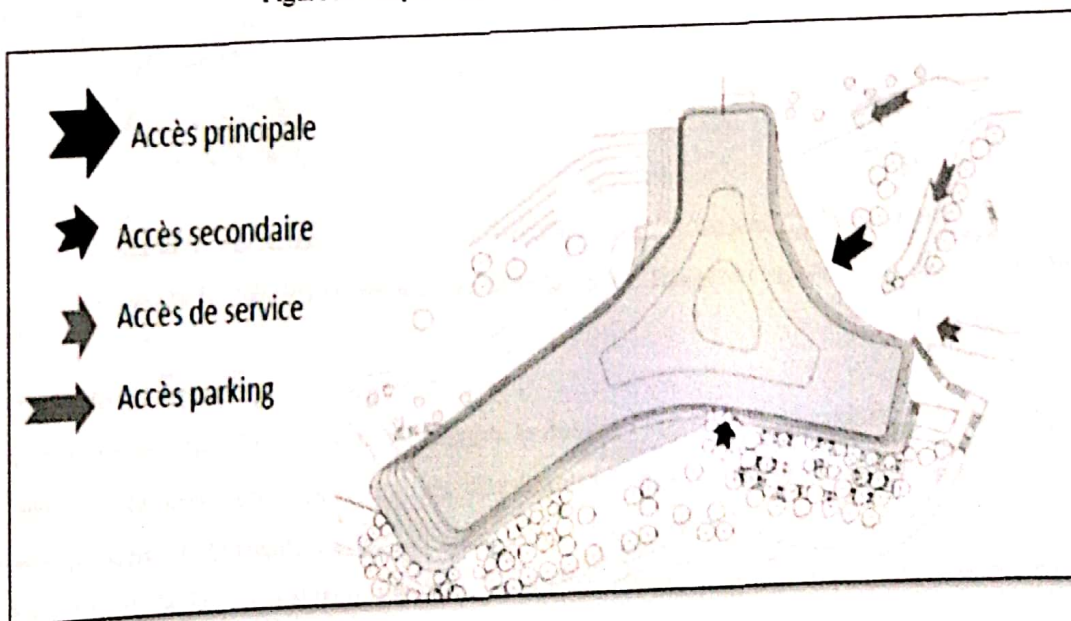 Accès principale
Accès secondaire
Accès de service
Accès parking